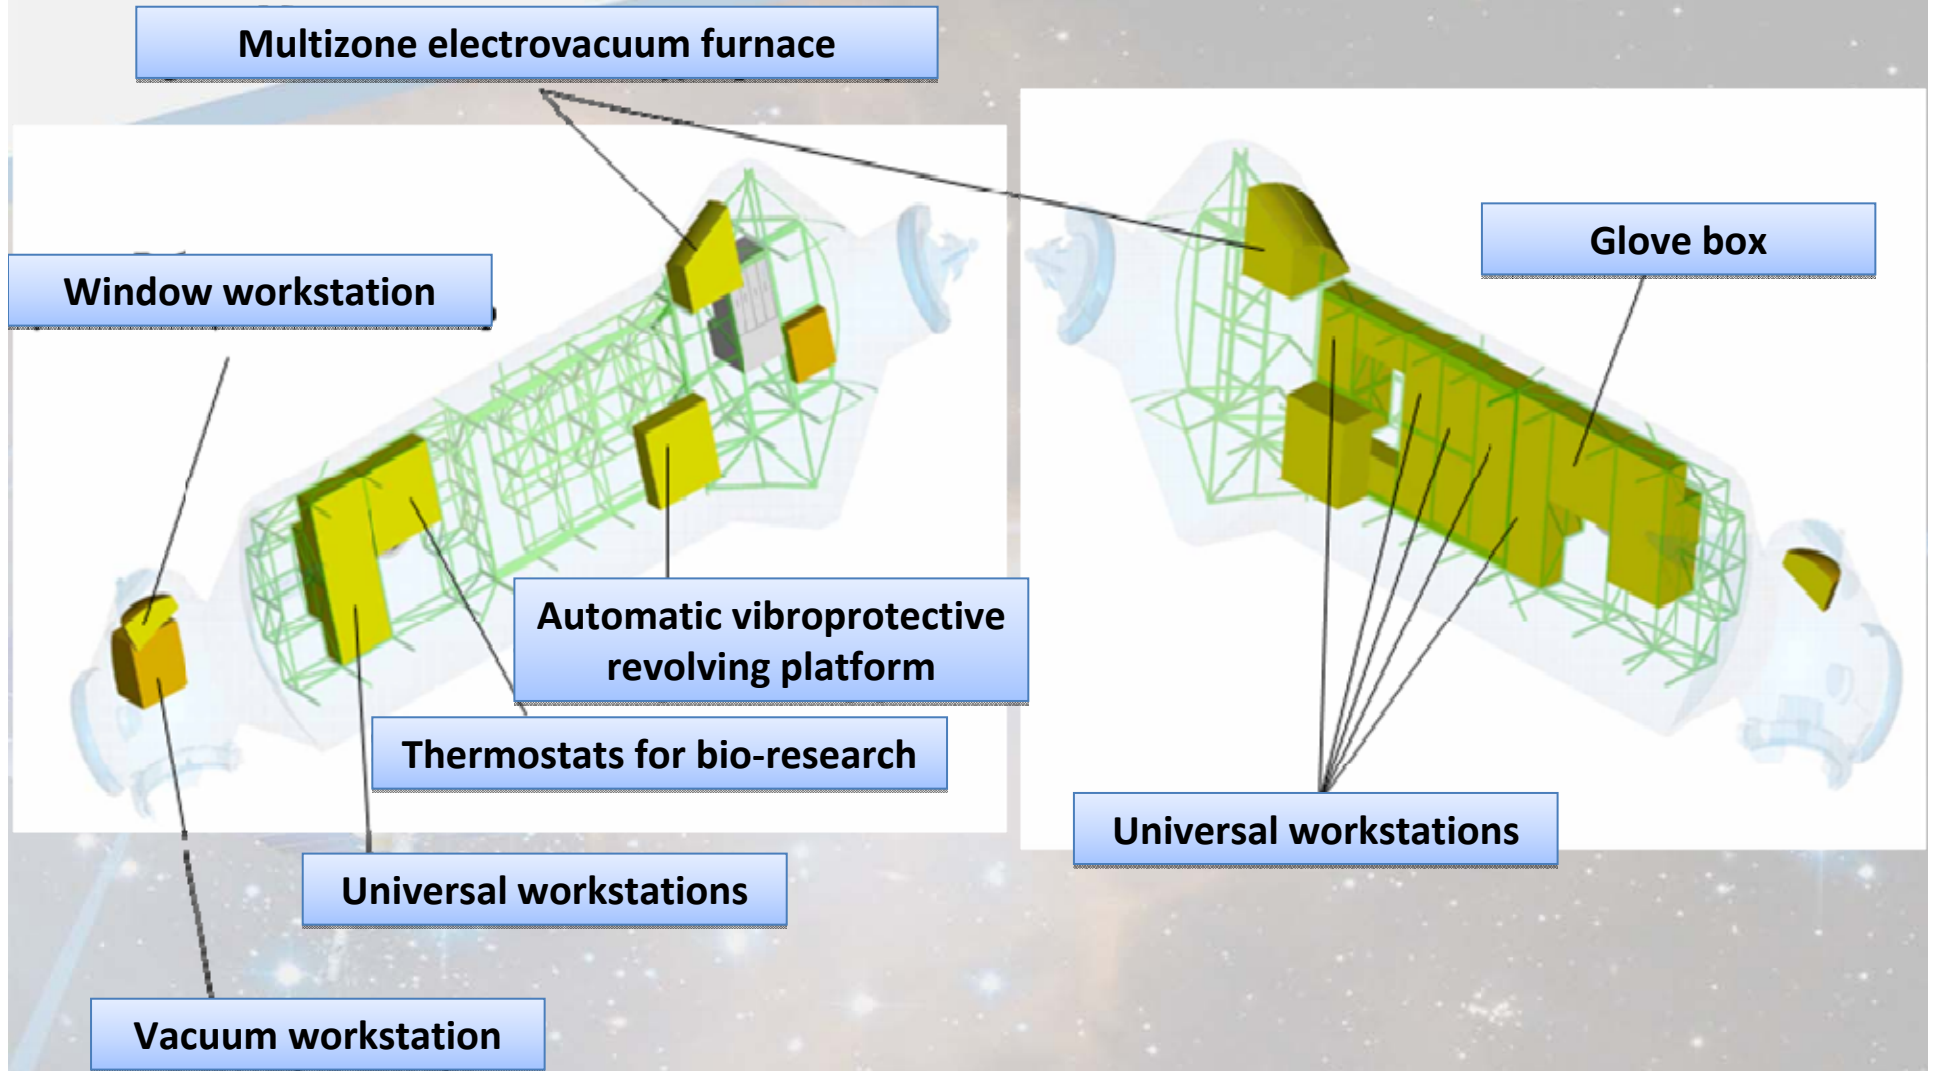 Multizone electrovacuum furnace
Glove box
Window workstation
Automatic vibroprotective
revolving platform
Thermostats for bio-research
Universal workstations
Universal workstations
Vacuum workstation